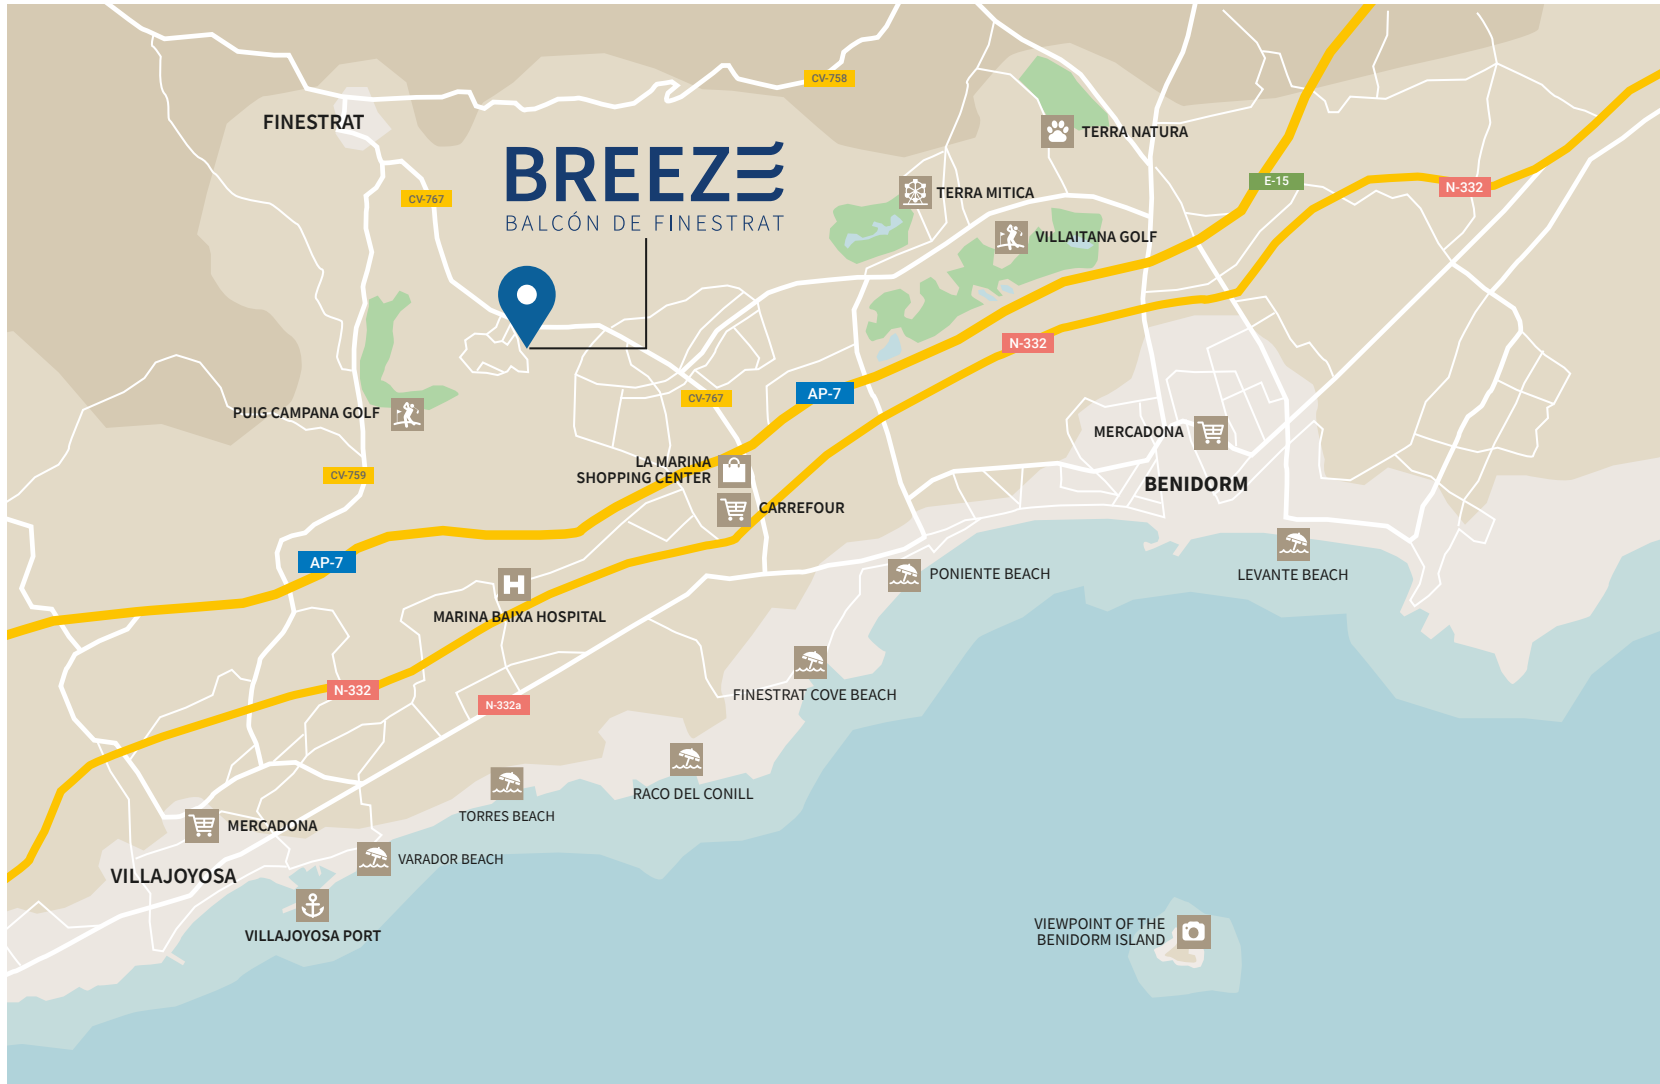 CV-758
FINESTRAT
TERRA NATURA
BREEZE
BALCÓN DE FINESTRAT
E-15
N-332
CV-767
TERRA MITICA
VILLAITANA GOLF
N-332
AP-7
CV-767
PUIG CAMPANA GOLF
MERCADONA
LA MARINA
SHOPPING CENTER
CV-759
BENIDORM
CARREFOUR
AP-7
PONIENTE BEACH
LEVANTE BEACH
MARINA BAIXA HOSPITAL
N-332
FINESTRAT COVE BEACH
N-332a
RACO DEL CONILL
TORRES BEACH
MERCADONA
VARADOR BEACH
VILLAJOYOSA
VILLAJOYOSA PORT
VIEWPOINT OF THE
BENIDORM ISLAND